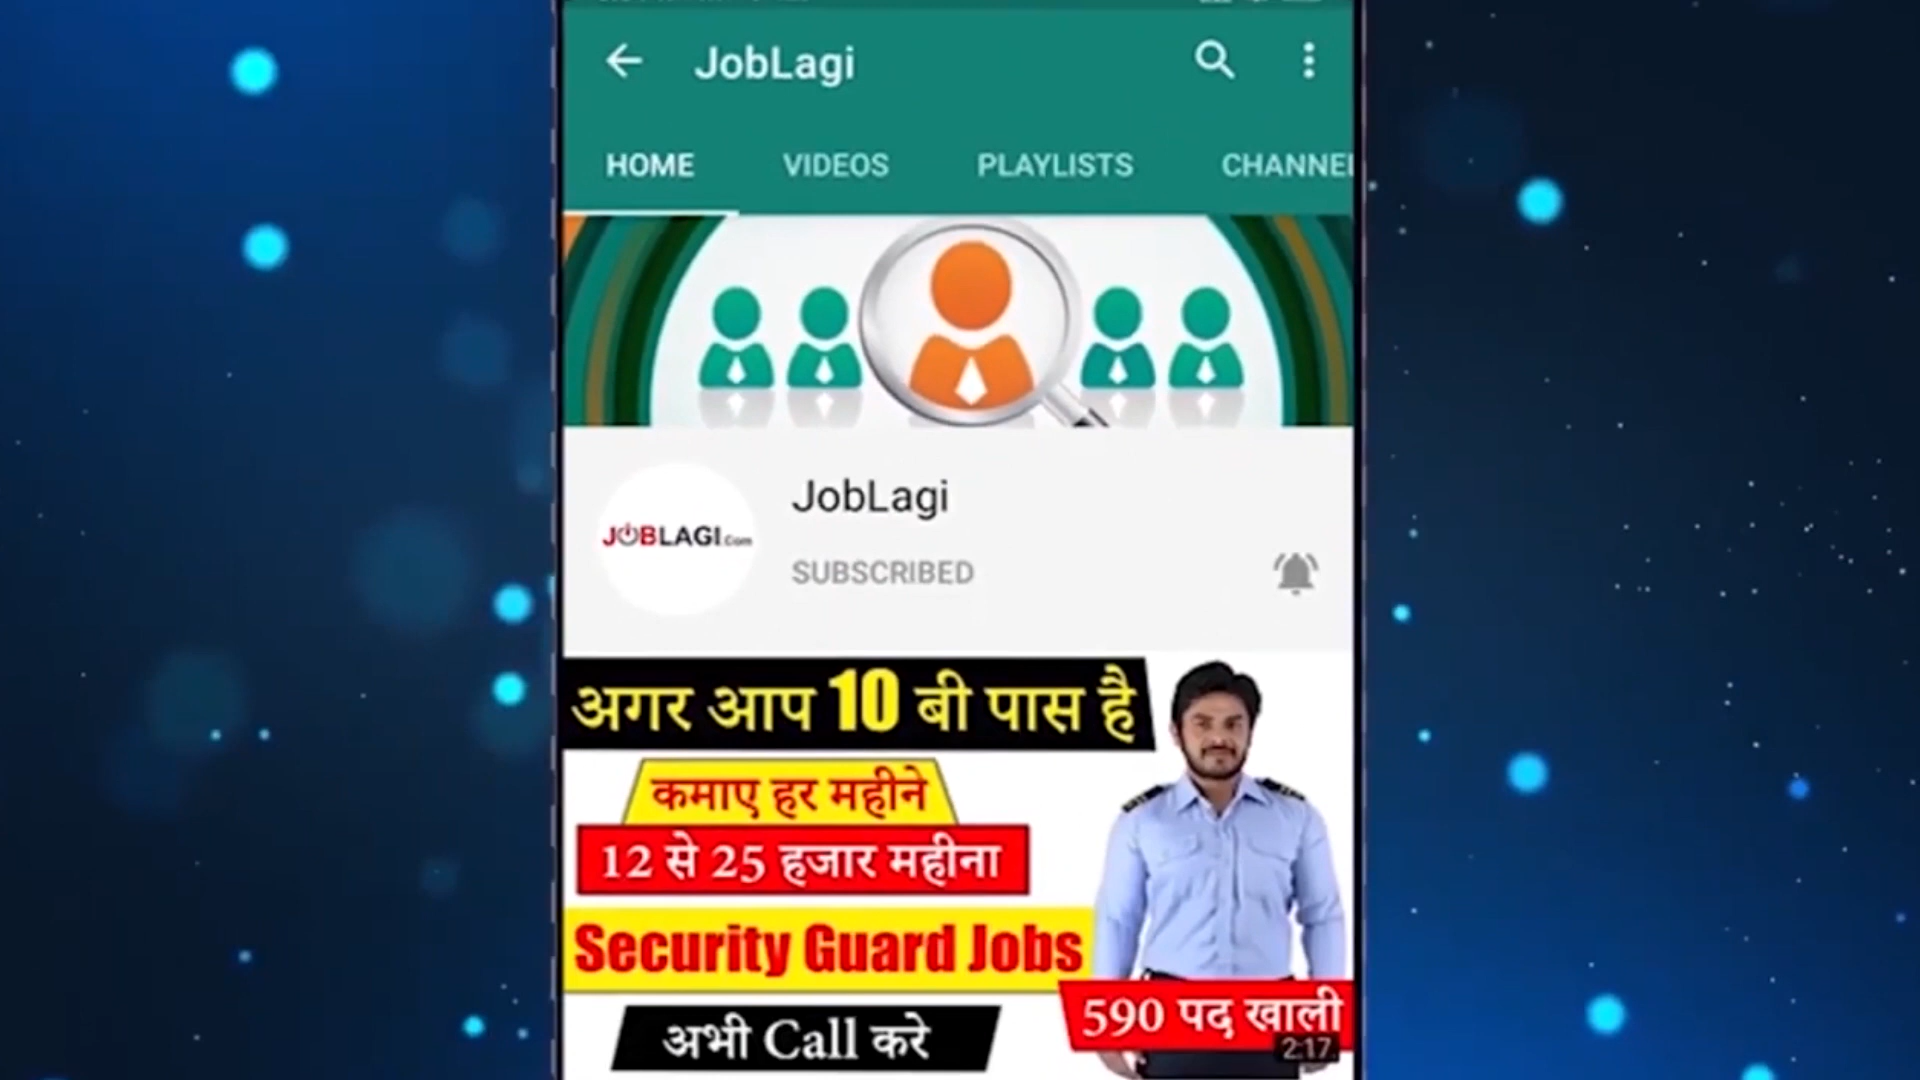 JobLagi
HOME VIDEOS PLAYLISTS CHANNEL
JOBLAGI.Com
JobLagi
SUBSCRIBED
अगर आप 10 बी पास है
कमाए हर महीने
12 से 25 हजार महीना
Security Guard Jobs
590 पद खाली
2:17
अभी Call करे